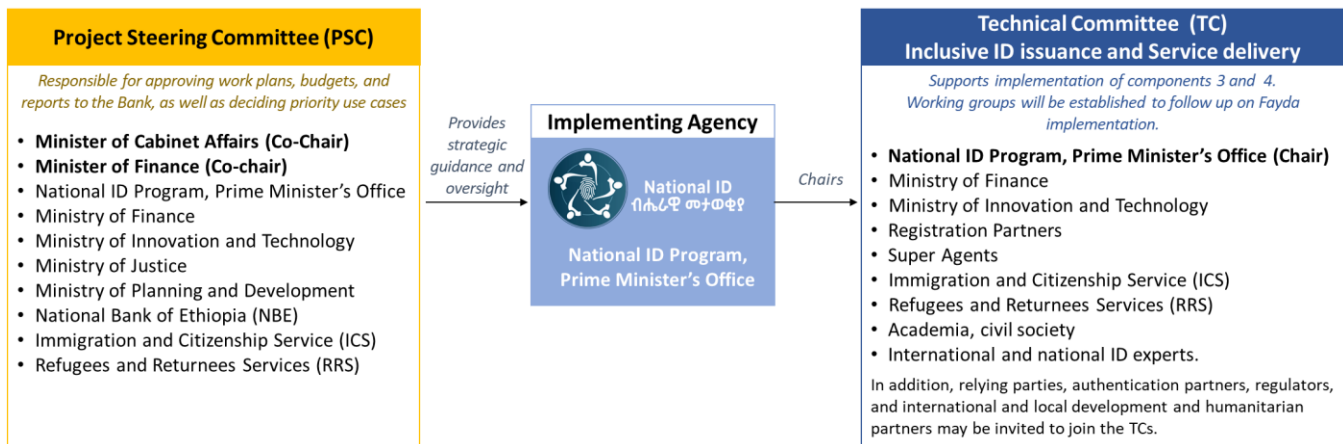 Project Steering Committee (PSC)
Responsible for approving work plans, budgets, and
reports to the Bank, as well as deciding priority use cases
• Minister of Cabinet Affairs (Co-Chair)
• Minister of Finance (Co-chair)
• National ID Program, Prime Minister's Office
• Ministry of Finance
• Ministry of Innovation and Technology
• Ministry of Justice
• Ministry of Planning and Development
• National Bank of Ethiopia (NBE)
• Immigration and Citizenship Service (ICS)
• Refugees and Returnees Services (RRS)
Provides
strategic
guidance and
oversight
Implementing Agency
National ID
ብሔራዊ መታወቂያ
National ID Program,
Prime Minister's Office
Chairs
Technical Committee (TC)
Inclusive ID issuance and Service delivery
Supports implementation of components 3 and 4.
Working groups will be established to follow up on Fayda
implementation.
• National ID Program, Prime Minister's Office (Chair)
• Ministry of Finance
• Ministry of Innovation and Technology
• Registration Partners
• Super Agents
• Immigration and Citizenship Service (ICS)
• Refugees and Returnees Services (RRS)
• Academia, civil society
• International and national ID experts.
In addition, relying parties, authentication partners, regulators,
and international and local development and humanitarian
partners may be invited to join the TCs.